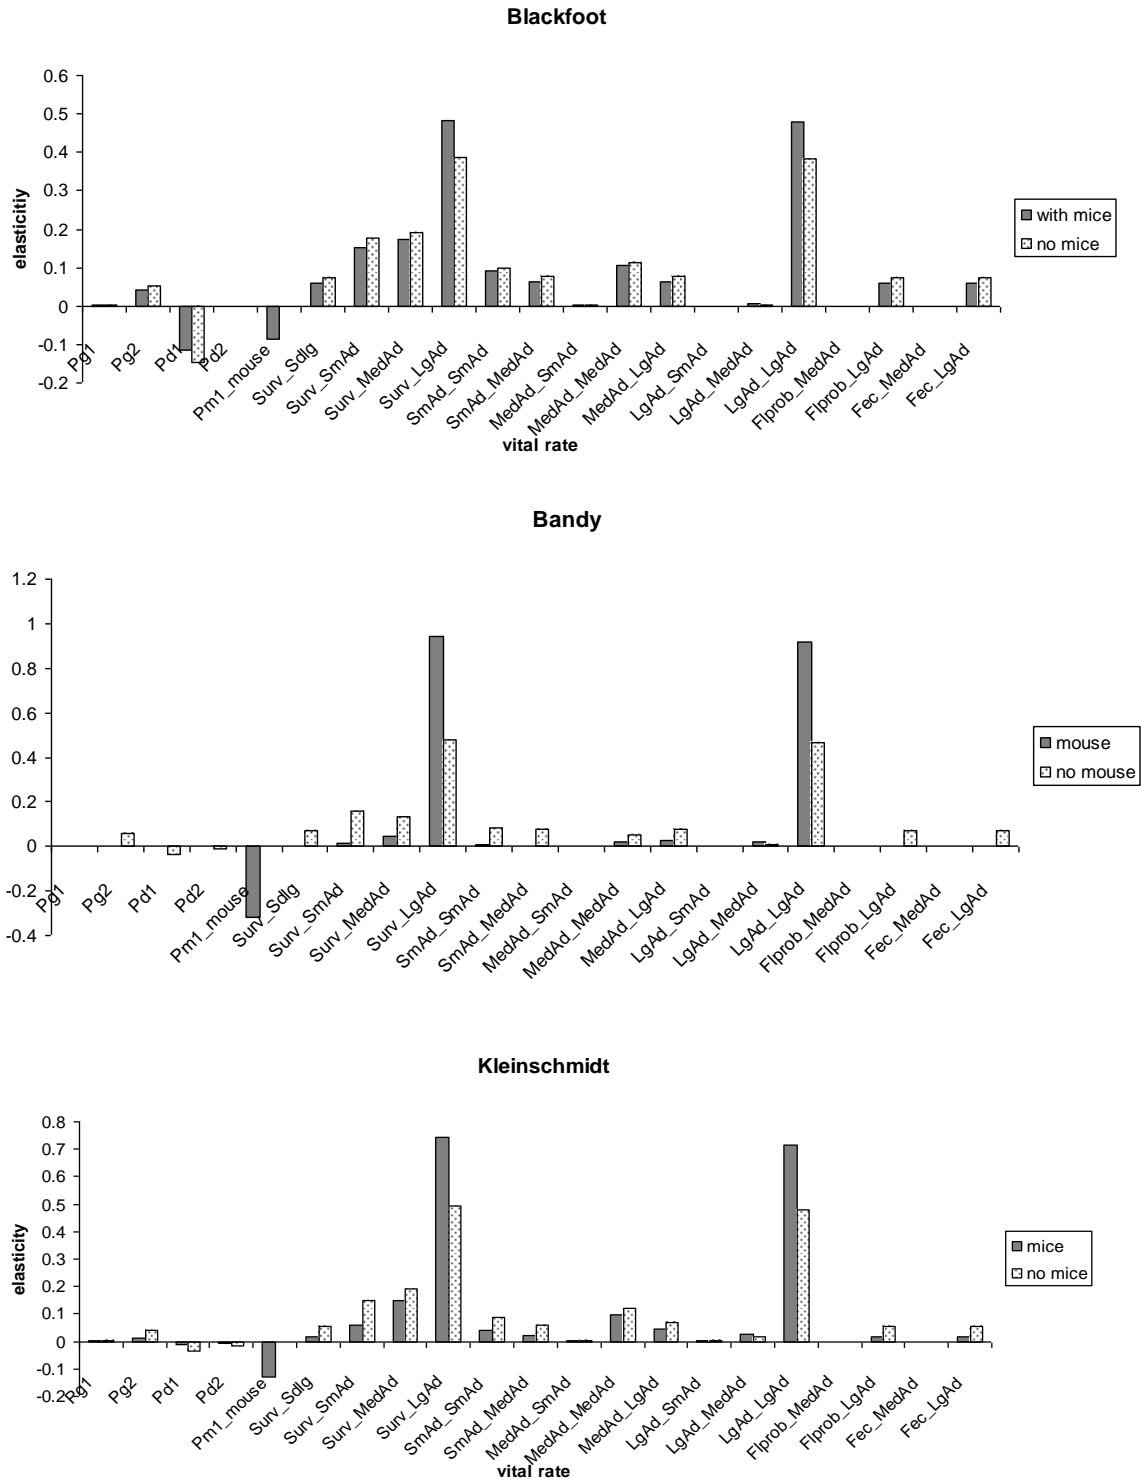 Blackfoot
0.6
0.5
0.4
0.3
0.2
0.1
0
-0.1
-0.2
elasticitiy
Pg1
Pg2
Pd1
Pd2
Pm1_mouse
Surv_Sdlg
Surv_SmAd
Surv_MedAd
Surv_LgAd
SmAd_SmAd
SmAd_MedAd
MedAd_SmAd
MedAd_MedAd
MedAd_LgAd
LgAd_SmAd
LgAd_MedAd
LgAd_LgAd
Flprob_MedAd
Flprob_LgAd
Fec_MedAd
Fec_LgAd
vital rate
with mice
no mice
Bandy
1.2
1
0.8
0.6
0.4
0.2
0
-0.2
-0.4
Pg1
Pg2
Pd1
Pd2
Pm1_mouse
Surv_Sdlg
Surv_SmAd
Surv_MedAd
Surv_LgAd
SmAd_SmAd
SmAd_MedAd
MedAd_SmAd
MedAd_MedAd
MedAd_LgAd
LgAd_SmAd
LgAd_MedAd
LgAd_LgAd
Flprob_MedAd
Flprob_LgAd
Fec_MedAd
Fec_LgAd
mouse
no mouse
Kleinschmidt
0.8
0.7
0.6
0.5
0.4
0.3
0.2
0.1
0
-0.1
-0.2
elasticity
Pg1
Pg2
Pd1
Pd2
Pm1_mouse
Surv_Sdlg
Surv_SmAd
Surv_MedAd
Surv_LgAd
SmAd_SmAd
SmAd_MedAd
MedAd_SmAd
MedAd_MedAd
MedAd_LgAd
LgAd_SmAd
LgAd_MedAd
LgAd_LgAd
Flprob_MedAd
Flprob_LgAd
Fec_MedAd
Fec_LgAd
vital rate
mice
no mice